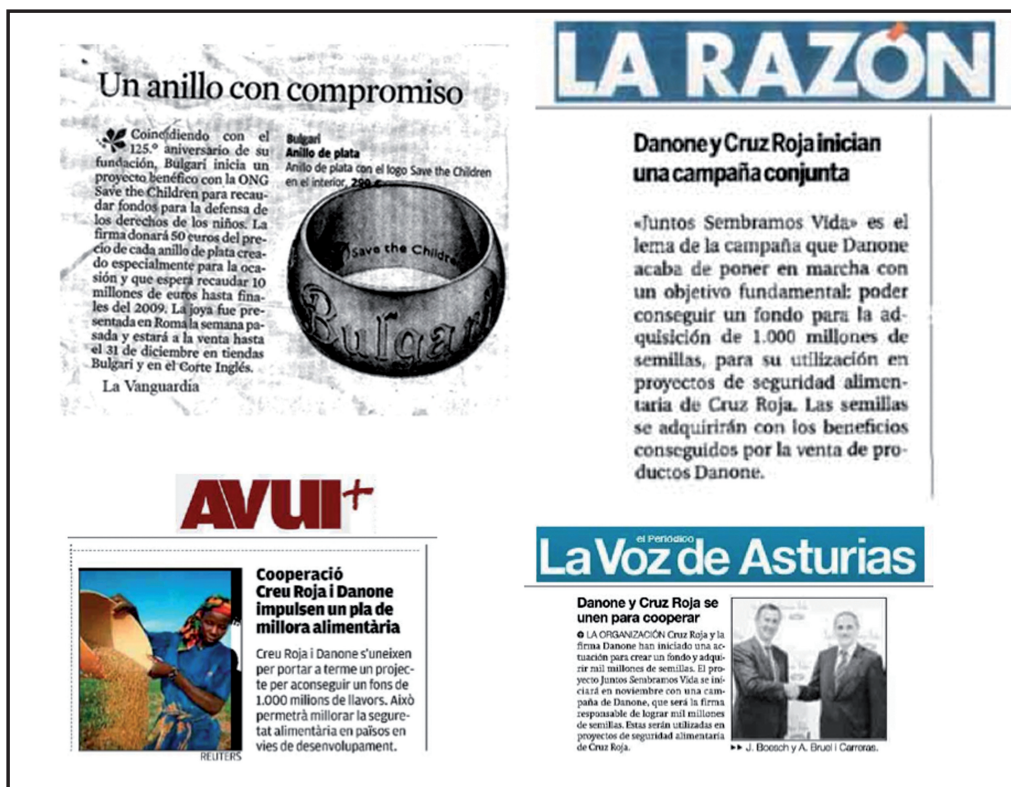 Un anillo con compromiso
Coincidiendo con el
125.º aniversario de su
fundación, Bulgari inicia un
proyecto benéfico con la ONG
Save the Children para recau-
dar fondos para la defensa de
los derechos de los niños. La
firma donará 50 euros del pre-
cio de cada anillo de plata crea-
do especialmente para la oca-
sión y que espera recaudar 10
millones de euros hasta fina-
les del 2009. La joya fue pre-
sentada en Roma la semana pa-
sada y estará a la venta hasta
el 31 de diciembre en tiendas
Bulgari y en el Corte Inglés.
La Vanguardia
Bulgari
Anillo de plata
Anillo de plata con el logo Save the Children
en el interior,
Save the Children
Bulgari
LA RAZÓN
Danone y Cruz Roja inician
una campaña conjunta
«Juntos Sembramos Vida» es el
lema de la campaña que Danone
acaba de poner en marcha con
un objetivo fundamental: poder
conseguir un fondo para la ad-
quisición de 1.000 millones de
semillas, para su utilización en
proyectos de seguridad alimen-
taria de Cruz Roja. Las semillas
se adquirirán con los beneficios
conseguidos por la venta de pro-
ductos Danone.
AVUI+
Cooperació
Creu Roja i Danone
impulsen un pla de
millora alimentària
Creu Roja i Danone s'uneixen
per portar a terme un projec-
te per aconseguir un fons de
1.000 milions de llavors. Això
permetrà millorar la segure-
tat alimentària en països en
vies de desenvolupament.
REUTERS
el Periódico
La Voz de Asturias
Danone y Cruz Roja se
unen para cooperar
LA ORGANIZACIÓN Cruz Roja y la
firma Danone han iniciado una ac-
tuación para crear un fondo y adqui-
rir mil millones de semillas. El pro-
yecto Juntos Sembramos Vida se ini-
ciará en noviembre con una cam-
paña de Danone, que será la firma
responsable de lograr mil millones
de semillas. Estas serán utilizadas en
proyectos de seguridad alimentaria
de Cruz Roja.
J. Boesch y A. Bruel i Carreras.